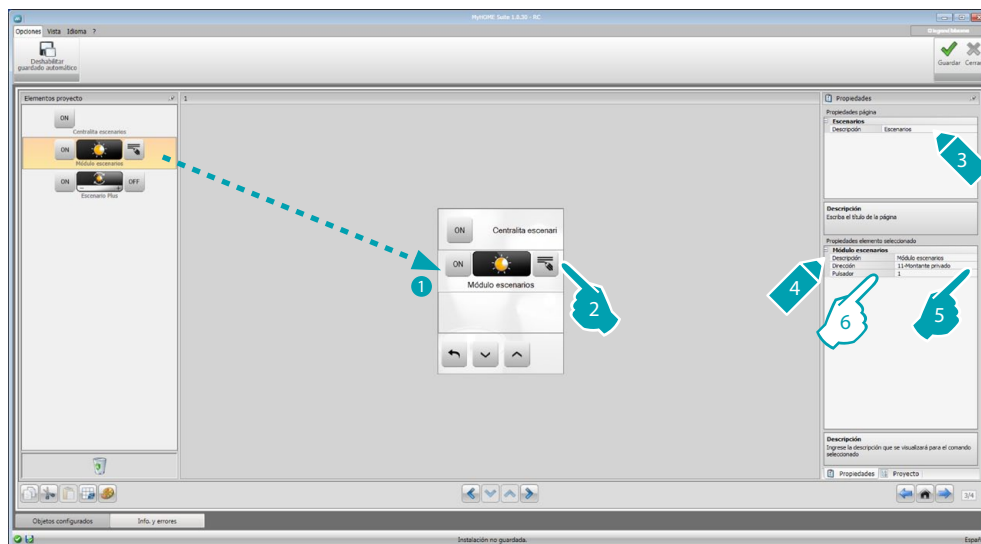 MyHOME Suite 1.0.30 - RC
Opciones Vista Idioma ?
Deshabilitar
guardado automático
Guardar Cerrar
Elementos proyecto
1
ON
Centralita escenarios
ON
Módulo escenarios
ON OFF
Escenario Plus
ON Centralita escenari
ON
Módulo escenarios
1
2
Propiedades
Propiedades página
Escenarios
Descripción Escenarios
3
Descripción
Escriba el título de la página
Propiedades elemento seleccionado
Módulo escenarios
Descripción Módulo escenarios
Dirección 11-Montante privado
Pulsador 1
4
5
6
Descripción
Ingrese la descripción que se visualizará para el comando
seleccionado
Propiedades Proyecto
3/4
Objetos configurados Info. y errores
Instalación no guardada.
Españ